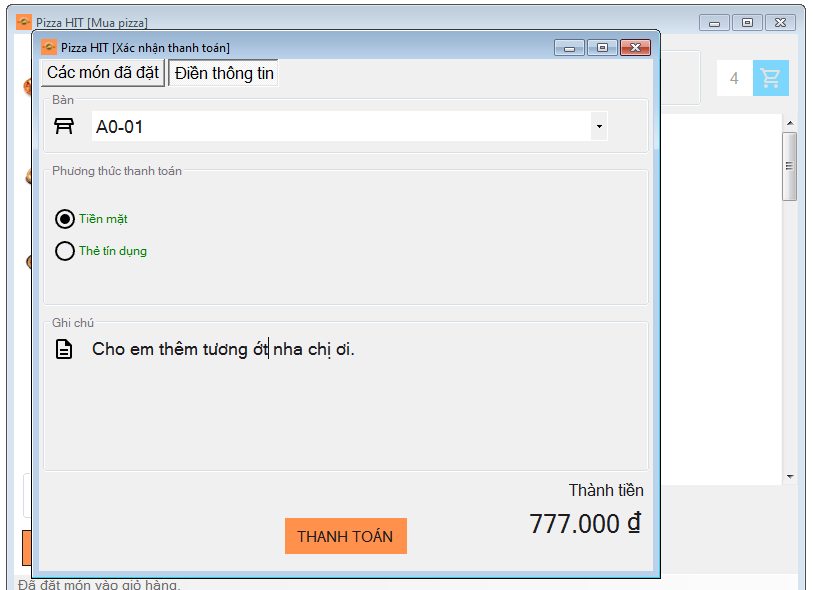 Pizza HIT [Mua pizza]
Pizza HIT [Xác nhận thanh toán]
Các món đã đặt
Điền thông tin
4
Bàn
A0-01
Phương thức thanh toán
Tiền mặt
Thẻ tín dụng
Ghi chú
Cho em thêm tương ớt nha chị ơi.
Thành tiền
777.000 ₫
THANH TOÁN
Đã đặt món vào giỏ hàng.